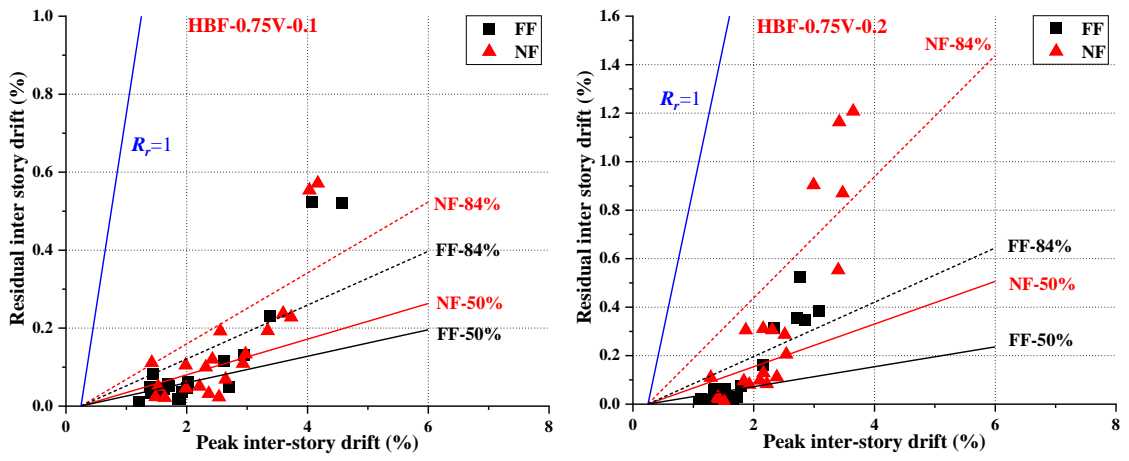 HBF-0.75V-0.1
FF
NF
R_r=1
NF-84%
FF-84%
NF-50%
FF-50%
1.0
0.8
0.6
0.4
0.2
0.0
0 2 4 6 8
Residual inter story drift (%)
Peak inter-story drift (%)
HBF-0.75V-0.2
FF
NF
R_r=1
NF-84%
FF-84%
NF-50%
FF-50%
1.6
1.4
1.2
1.0
0.8
0.6
0.4
0.2
0.0
0 2 4 6 8
Residual inter story drift (%)
Peak inter-story drift (%)